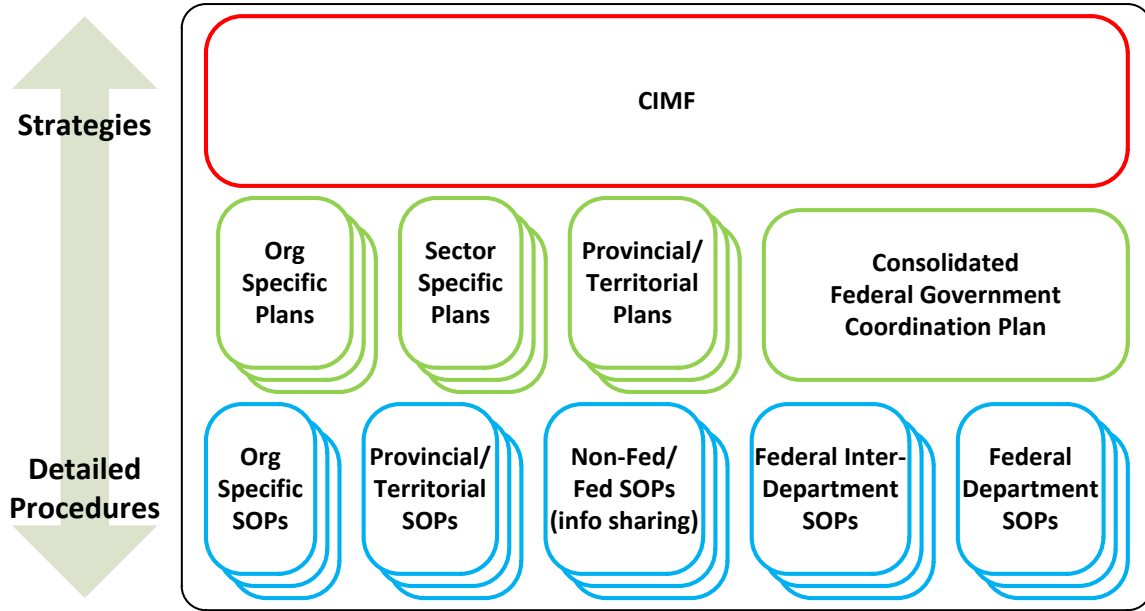 Strategies
CIMF
Org
Specific
Plans
Sector
Specific
Plans
Provincial/
Territorial
Plans
Consolidated
Federal Government
Coordination Plan
Detailed
Procedures
Org
Specific
SOPs
Provincial/
Territorial
SOPs
Non-Fed/
Fed SOPs
(info sharing)
Federal Inter-
Department
SOPs
Federal
Department
SOPs